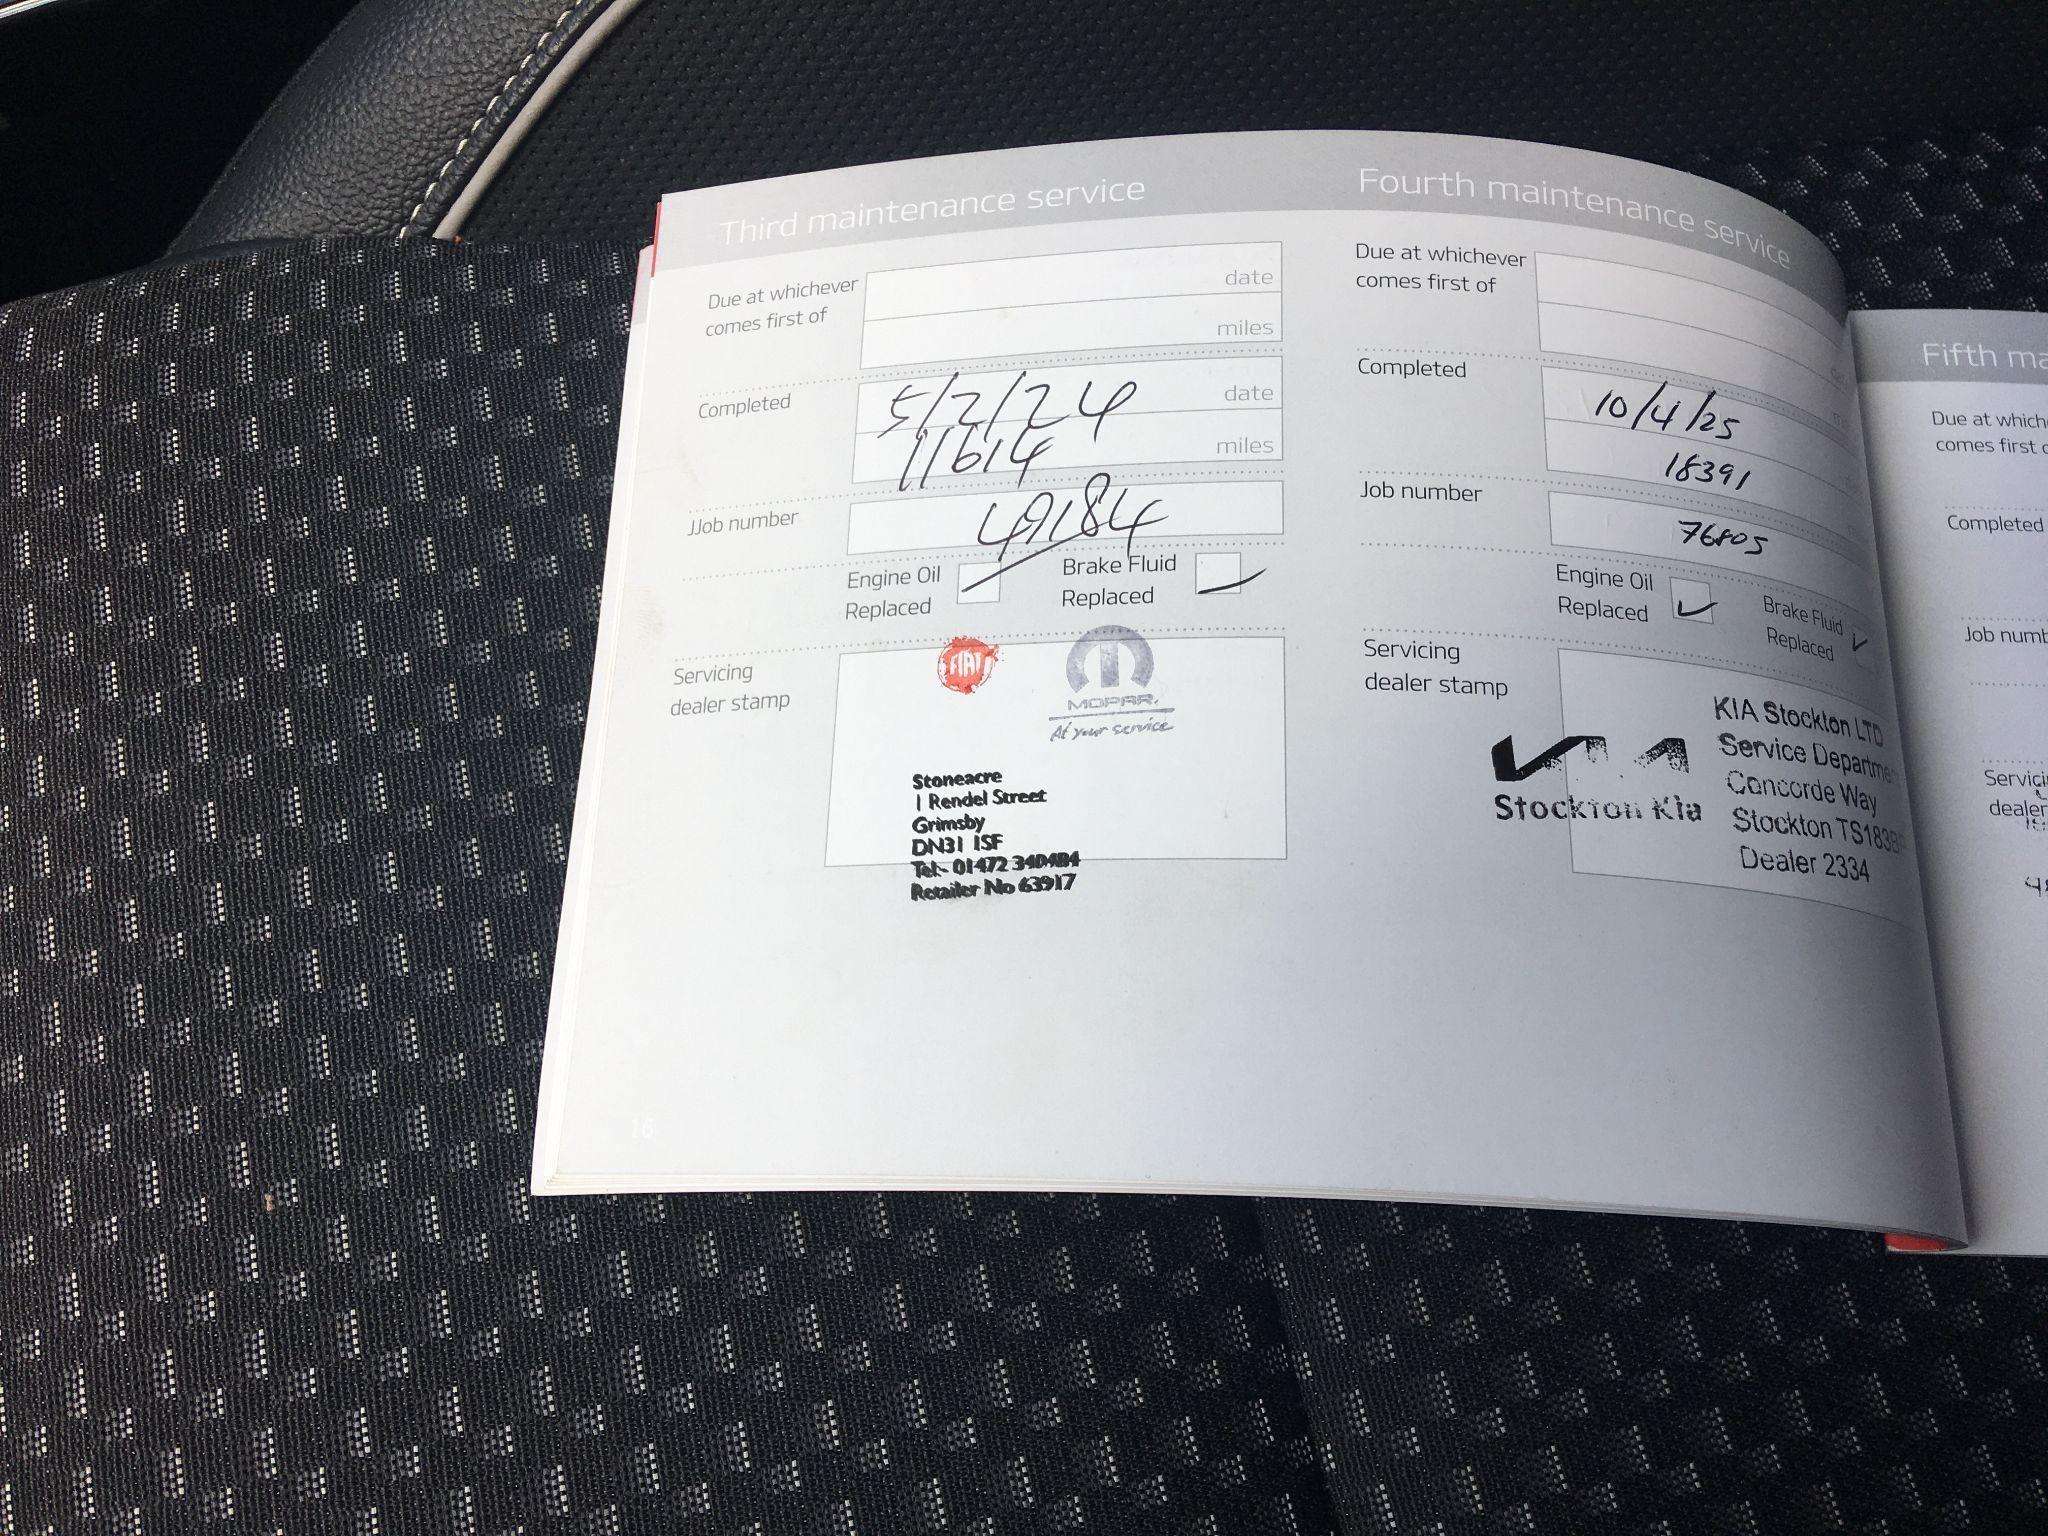 Third maintenance service
Due at whichever
comes first of
date
miles
Completed
5/2/24
date
11614
miles
JJob number
49184
Engine Oil
Replaced
Brake Fluid
Replaced
Servicing
dealer stamp
FIAT
MOPAR.
At your service
Stoneacre
1 Rendel Street
Grimsby
DN31 1SF
Tel:- 01472 340484
Retailer No 63917
16
Fourth maintenance service
Due at whichever
comes first of
Completed
10/4/25
18391
Job number
76805
Engine Oil
Replaced
Brake Fluid
Replaced
Servicing
dealer stamp
KIA
Stockton Kia
KIA Stockton LTD
Service Departme
Concorde Way
Stockton TS183B
Dealer 2334
Fifth ma
Due at which
comes first o
Completed
Job numb
Servici
dealer